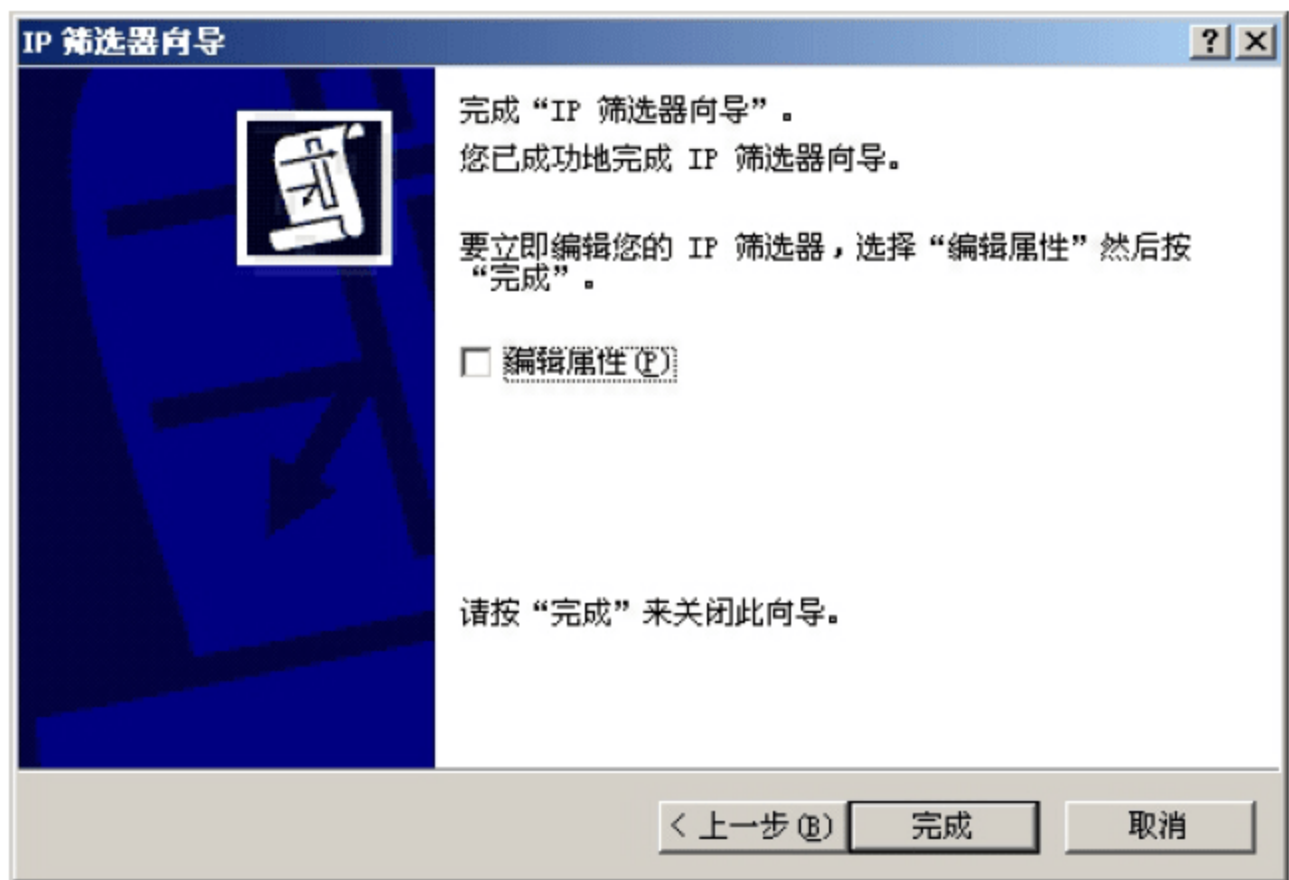 IP 筛选器向导
完成“IP 筛选器向导”。
您已成功地完成 IP 筛选器向导。
要立即编辑您的 IP 筛选器,选择“编辑属性”然后按
“完成”。
编辑属性(P)
请按“完成”来关闭此向导。
< 上一步(B)
完成
取消